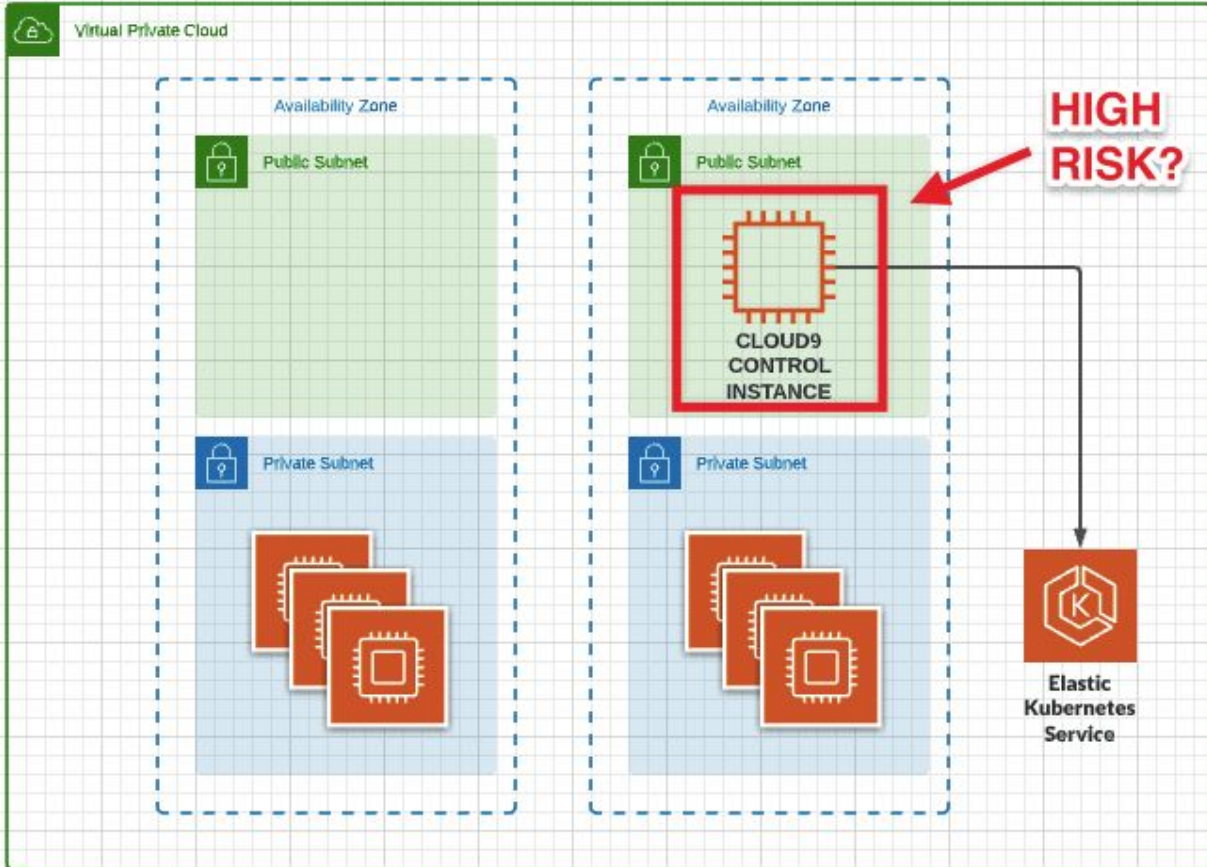 Virtual Private Cloud
Availability Zone
Availability Zone
HIGH
RISK?
Public Subnet
Public Subnet
CLOUD9
CONTROL
INSTANCE
Private Subnet
Private Subnet
Elastic
Kubernetes
Service